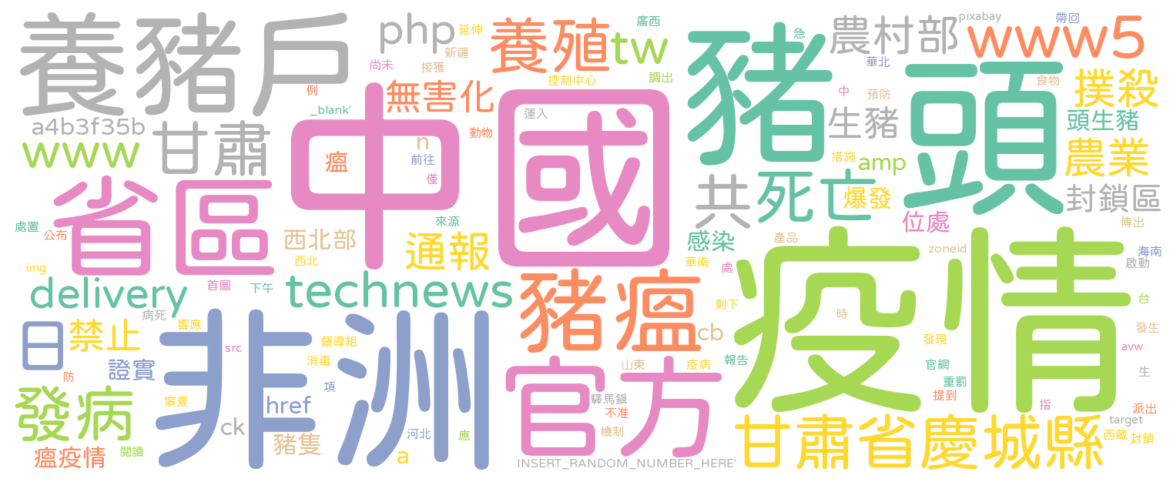 養豬戶
php
延伸
新疆
尚未
接獲
養殖
tw
廣西
調出
控制中心
豬
農村部
pixabay
帶回
www5
急
華北
頭
食物
撲殺
例
_blank'
無害化
動物
中國
運入
中
預防
生豬
頭生豬
a4b3f35b
www
甘肅
瘟
n
前往
僅
措施
amp
農業
省區
共
死亡
爆發
封鎖區
處置
公布
來源
西北部
西北
通報
感染
位處
傳出
產品
zoneid
海南
啟動
img
首圖
下午
華南
處
delivery
technews
豬瘟
剩下
疫情
台
病死
日
禁止
響應
非洲
督導組
消毒
cb
時
發現
發生
證實
src
山東
疫病
報告
官網
重罰
avw
防
項
官方
提到
生
發病
寧夏
href
驛馬鎮
不准
指
派出
ck
豬隻
河北
應
機制
target
甘肅省慶城縣
西藏
封鎖
瘟疫情
閱讀
a
INSERT_RANDOM_NUMBER_HERE'